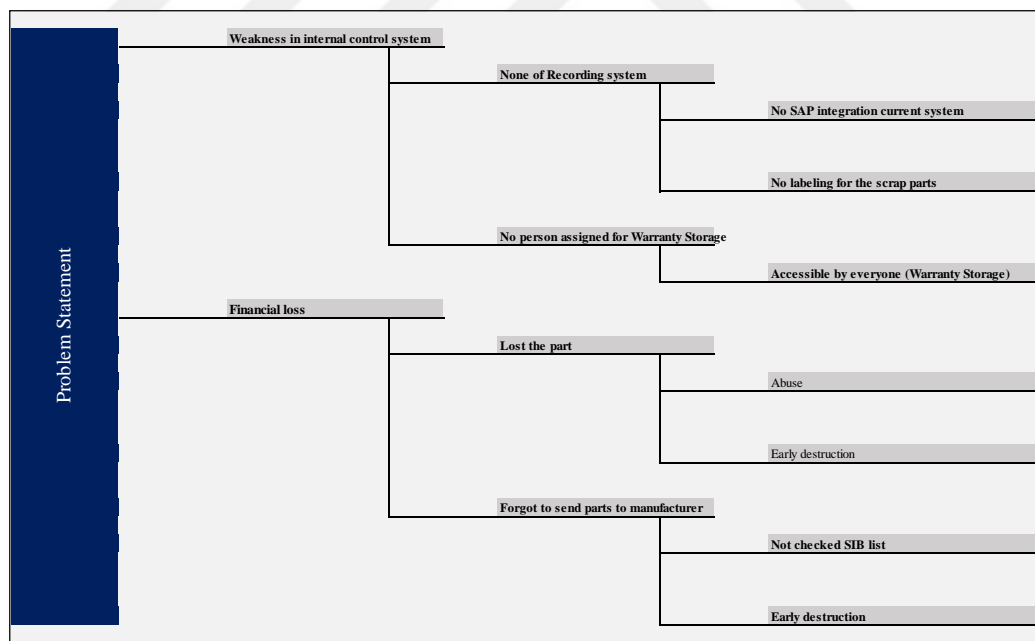 Problem Statement
Weakness in internal control system
None of Recording system
No SAP integration current system
No labeling for the scrap parts
No person assigned for Warranty Storage
Accessible by everyone (Warranty Storage)
Financial loss
Lost the part
Abuse
Early destruction
Forgot to send parts to manufacturer
Not checked SIB list
Early destruction